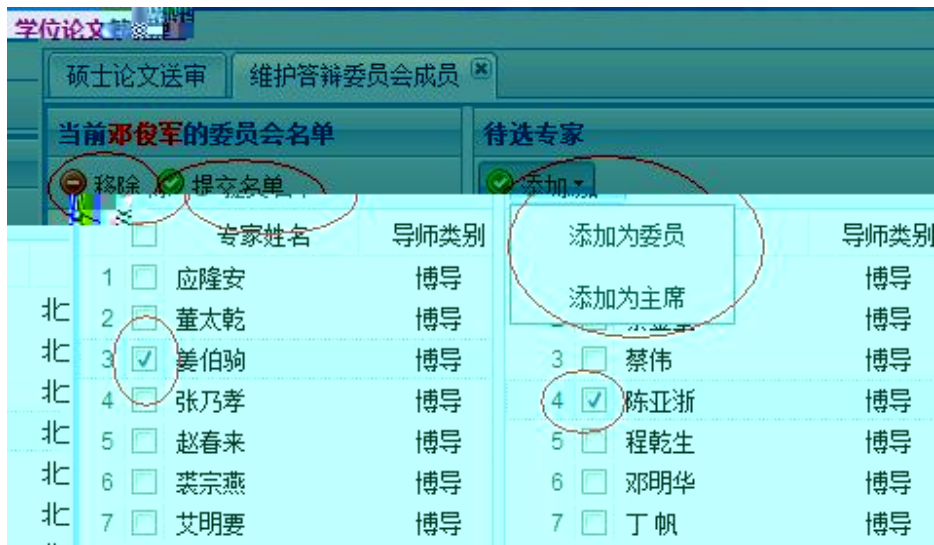 学位论文
硕士论文送审 维护答辩委员会成员
当前邓俊军的委员会名单 待选专家
移除 提交名单 添加
专家姓名 导师类别 添加为委员 导师类别
1 应隆安 博导 博导
添加为主席
北 2 董太乾 博导 博导
北 3 姜伯驹 博导 3 蔡伟 博导
北 4 张乃孝 博导 4 陈亚浙 博导
北 5 赵春来 博导 5 程乾生 博导
北 6 裘宗燕 博导 6 邓明华 博导
北 7 艾明要 博导 7 丁帆 博导